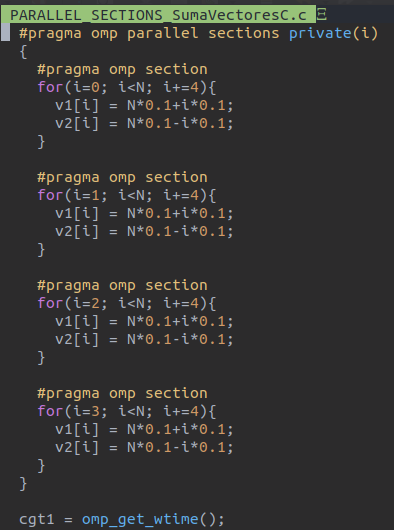 PARALLEL_SECTIONS_SumaVectoresC.c
#pragma omp parallel sections private(i)
{
#pragma omp section
for(i=0; i<N; i+=4){
v1[i] = N*0.1+i*0.1;
v2[i] = N*0.1-i*0.1;
}
#pragma omp section
for(i=1; i<N; i+=4){
v1[i] = N*0.1+i*0.1;
v2[i] = N*0.1-i*0.1;
}
#pragma omp section
for(i=2; i<N; i+=4){
v1[i] = N*0.1+i*0.1;
v2[i] = N*0.1-i*0.1;
}
#pragma omp section
for(i=3; i<N; i+=4){
v1[i] = N*0.1+i*0.1;
v2[i] = N*0.1-i*0.1;
}
}
cgt1 = omp_get_wtime();